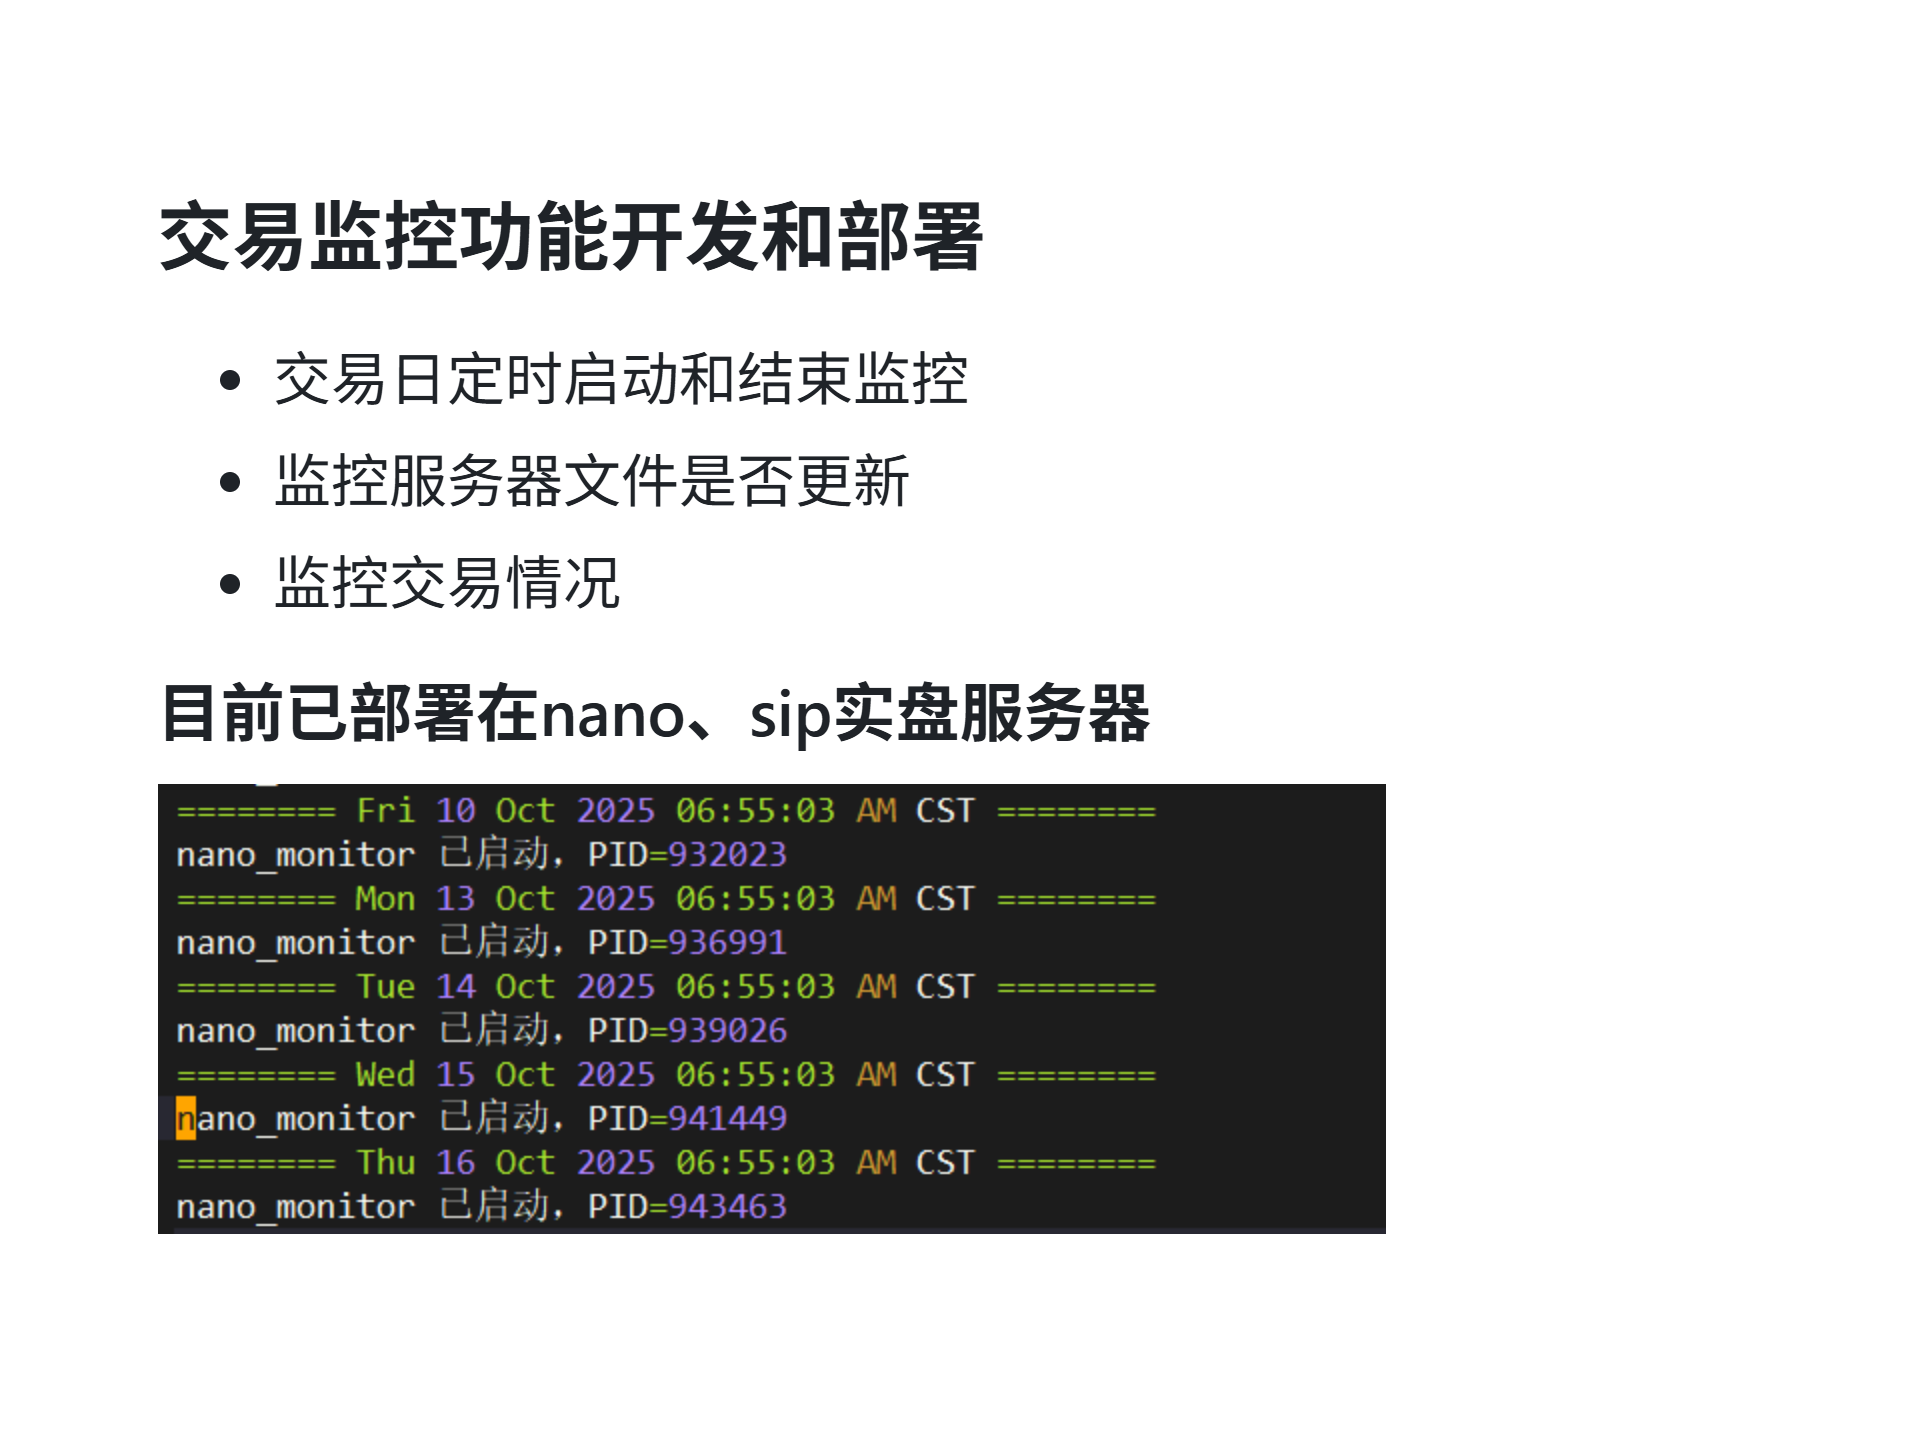 交易监控功能开发和部署
交易日定时启动和结束监控
监控服务器文件是否更新
监控交易情况
目前已部署在nano、sip实盘服务器
======== Fri 10 Oct 2025 06:55:03 AM CST ========
nano_monitor 已启动，PID=932023
======== Mon 13 Oct 2025 06:55:03 AM CST ========
nano_monitor 已启动，PID=936991
======== Tue 14 Oct 2025 06:55:03 AM CST ========
nano_monitor 已启动，PID=939026
======== Wed 15 Oct 2025 06:55:03 AM CST ========
nano_monitor 已启动，PID=941449
======== Thu 16 Oct 2025 06:55:03 AM CST ========
nano_monitor 已启动，PID=943463